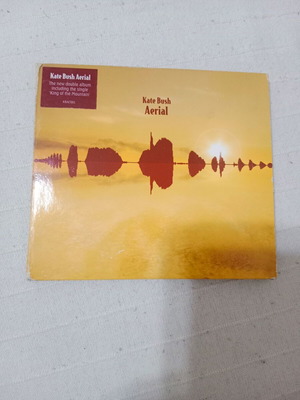 Kate Bush Aerial
The new double album
including the single
'King of the Mountain'
Kate Bush
Aerial